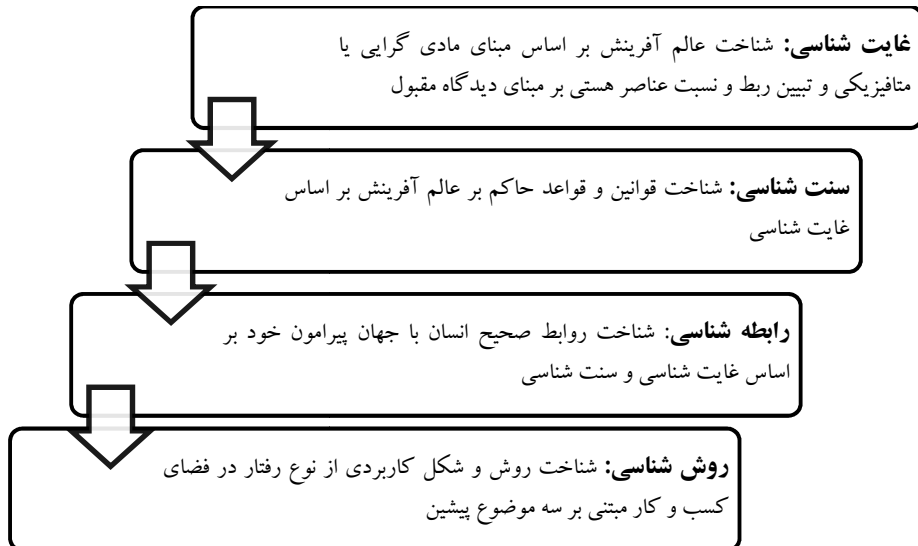 غایت شناسی: شناخت عالم آفرینش بر اساس مبنای مادی گرایی یا
متافیزیکی و تبیین ربط و نسبت عناصر هستی بر مبنای دیدگاه مقبول
سنت شناسی: شناخت قوانین و قواعد حاکم بر عالم آفرینش بر اساس
غایت شناسی
رابطه شناسی: شناخت روابط صحیح انسان با جهان پیرامون خود بر
اساس غایت شناسی و سنت شناسی
روش شناسی: شناخت روش و شکل کاربردی از نوع رفتار در فضای
کسب و کار مبتنی بر سه موضوع پیشین